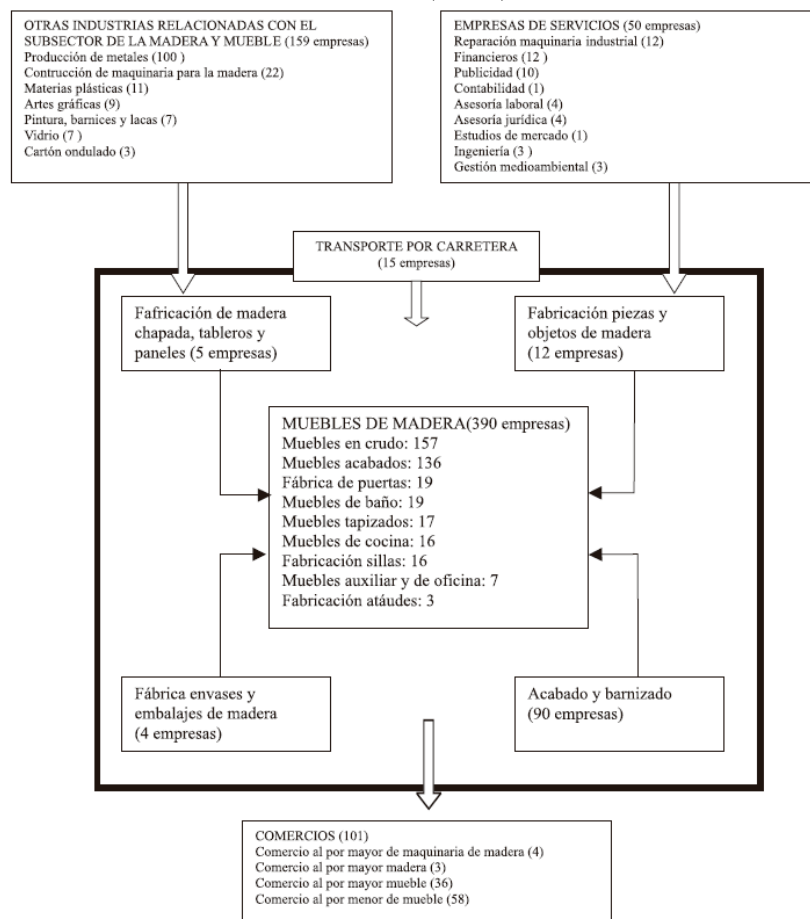 OTRAS INDUSTRIAS RELACIONADAS CON EL
SUBSECTOR DE LA MADERA Y MUEBLE (159 empresas)
Producción de metales (100 )
Contrucción de maquinaria para la madera (22)
Materias plásticas (11)
Artes gráficas (9)
Pintura, barnices y lacas (7)
Vidrio (7 )
Cartón ondulado (3)
EMPRESAS DE SERVICIOS (50 empresas)
Reparación maquinaria industrial (12)
Financieros (12 )
Publicidad (10)
Contabilidad (1)
Asesoría laboral (4)
Asesoría jurídica (4)
Estudios de mercado (1)
Ingeniería (3 )
Gestión medioambiental (3)
TRANSPORTE POR CARRETERA
(15 empresas)
Fafricación de madera
chapada, tableros y
paneles (5 empresas)
Fabricación piezas y
objetos de madera
(12 empresas)
MUEBLES DE MADERA(390 empresas)
Muebles en crudo: 157
Muebles acabados: 136
Fábrica de puertas: 19
Muebles de baño: 19
Muebles tapizados: 17
Muebles de cocina: 16
Fabricación sillas: 16
Muebles auxiliar y de oficina: 7
Fabricación atáudes: 3
Fábrica envases y
embalajes de madera
(4 empresas)
Acabado y barnizado
(90 empresas)
COMERCIOS (101)
Comercio al por mayor de maquinaria de madera (4)
Comercio al por mayor madera (3)
Comercio al por mayor mueble (36)
Comercio al por menor de mueble (58)